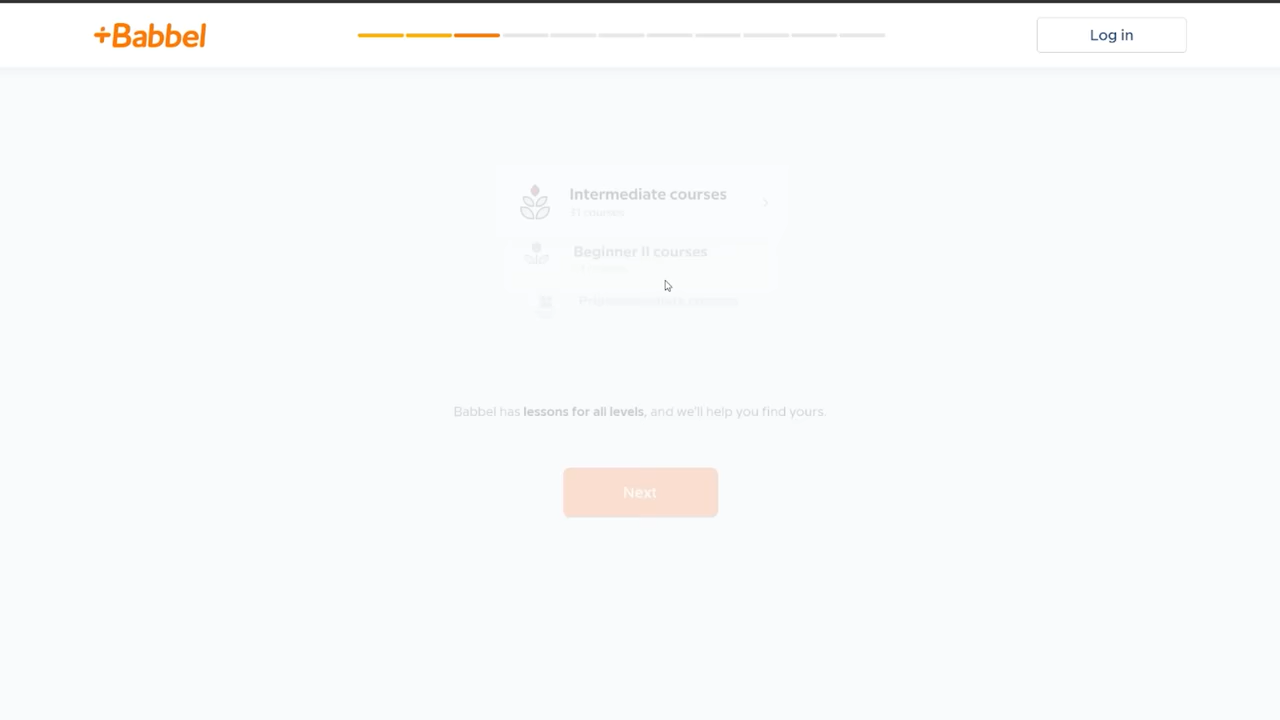 +Babbel
Log in
Intermediate courses
Beginner II courses
Babbel has lessons for all levels, and we'll help you find yours.
Next